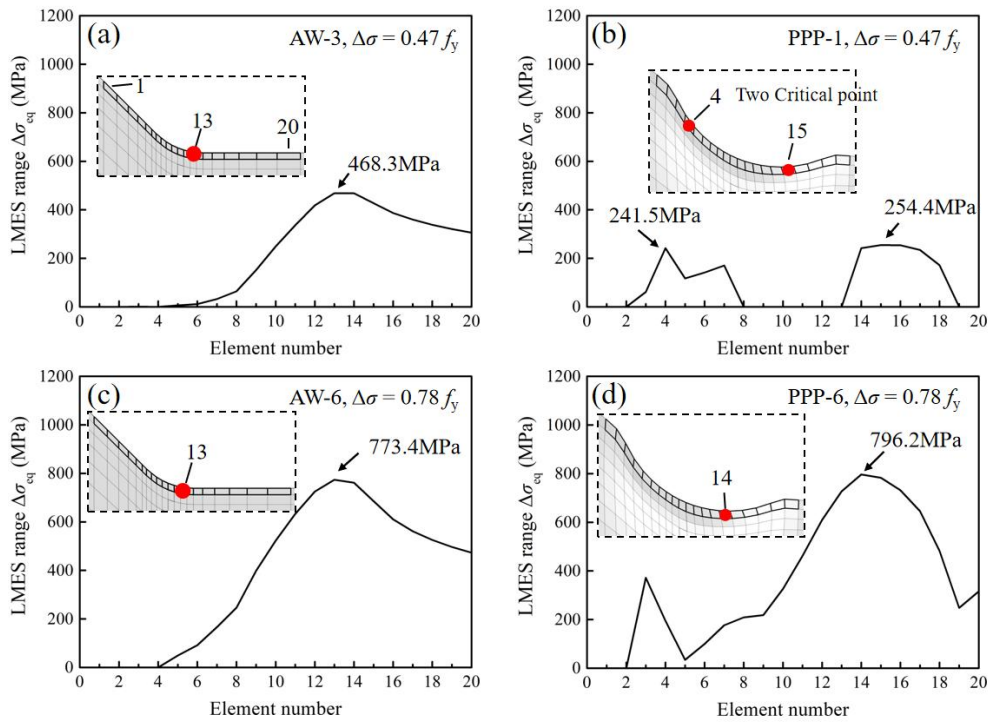 (a)
AW-3, Δσ = 0.47 fy
LMES range Δσeq (MPa)
1200
1000
800
600
400
200
0
1
13
20
468.3MPa
0 2 4 6 8 10 12 14 16 18 20
Element number
(b)
PPP-1, Δσ = 0.47 fy
LMES range Δσeq (MPa)
1200
1000
800
600
400
200
0
4 Two Critical point
15
241.5MPa
254.4MPa
0 2 4 6 8 10 12 14 16 18 20
Element number
(c)
AW-6, Δσ = 0.78 fy
LMES range Δσeq (MPa)
1200
1000
800
600
400
200
0
13
773.4MPa
0 2 4 6 8 10 12 14 16 18 20
Element number
(d)
PPP-6, Δσ = 0.78 fy
LMES range Δσeq (MPa)
1200
1000
800
600
400
200
0
14
796.2MPa
0 2 4 6 8 10 12 14 16 18 20
Element number